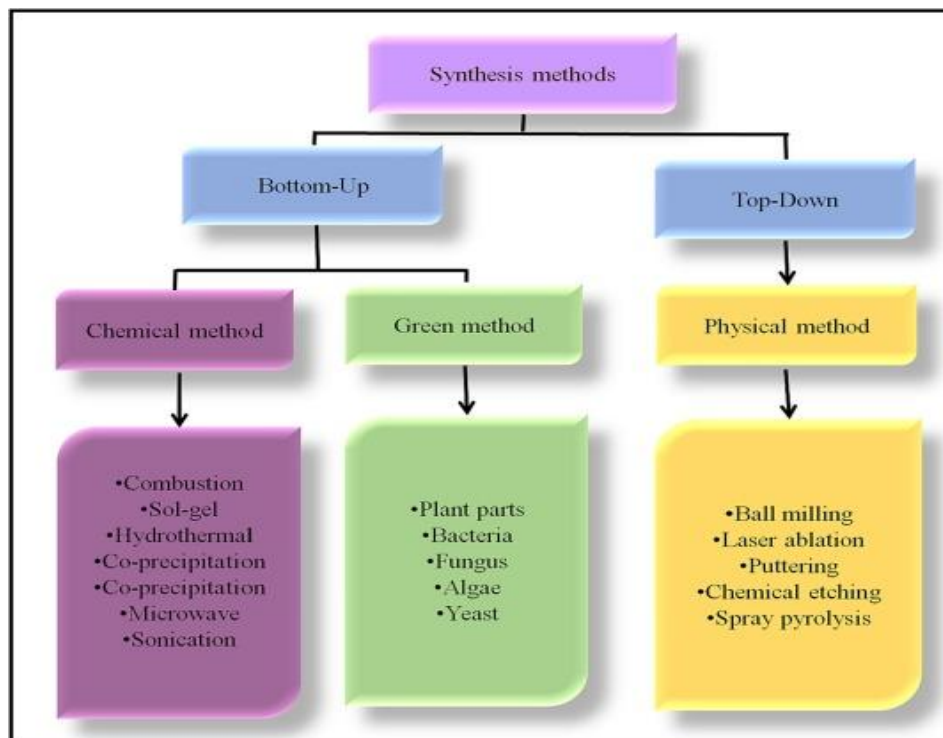 Synthesis methods
Bottom-Up
Top-Down
Chemical method
Green method
Physical method
•Combustion
•Sol-gel
•Hydrothermal
•Co-precipitation
•Co-precipitation
•Microwave
•Sonication
•Plant parts
•Bacteria
•Fungus
•Algae
•Yeast
•Ball milling
•Laser ablation
•Puttering
•Chemical etching
•Spray pyrolysis